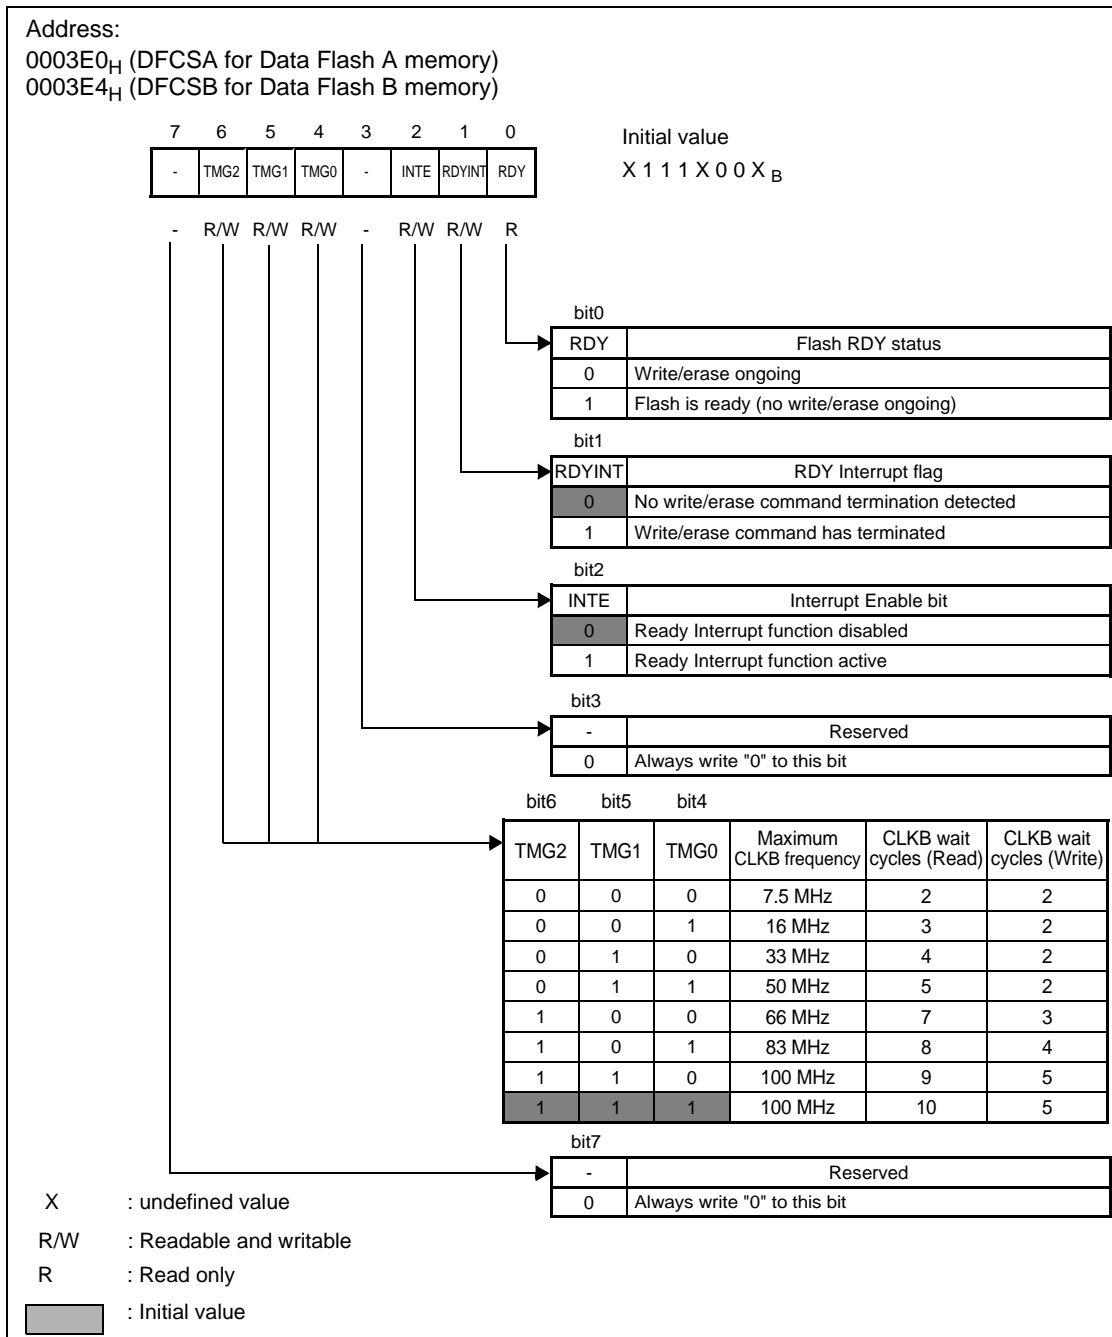 Address:
0003E0H (DFCSA for Data Flash A memory)
0003E4H (DFCSB for Data Flash B memory)
7 6 5 4 3 2 1 0
Initial value
- TMG2 TMG1 TMG0 - INTE RDYINT RDY
X 1 1 1 X 0 0 X B
- R/W R/W R/W - R/W R/W R
bit0
RDY Flash RDY status
0 Write/erase ongoing
1 Flash is ready (no write/erase ongoing)
bit1
RDYINT RDY Interrupt flag
0 No write/erase command termination detected
1 Write/erase command has terminated
bit2
INTE Interrupt Enable bit
0 Ready Interrupt function disabled
1 Ready Interrupt function active
bit3
- Reserved
0 Always write "0" to this bit
bit6 bit5 bit4
TMG2 TMG1 TMG0 Maximum CLKB frequency CLKB wait cycles (Read) CLKB wait cycles (Write)
0 0 0 7.5 MHz 2 2
0 0 1 16 MHz 3 2
0 1 0 33 MHz 4 2
0 1 1 50 MHz 5 2
1 0 0 66 MHz 7 3
1 0 1 83 MHz 8 4
1 1 0 100 MHz 9 5
1 1 1 100 MHz 10 5
bit7
- Reserved
0 Always write "0" to this bit
X : undefined value
R/W : Readable and writable
R : Read only
: Initial value